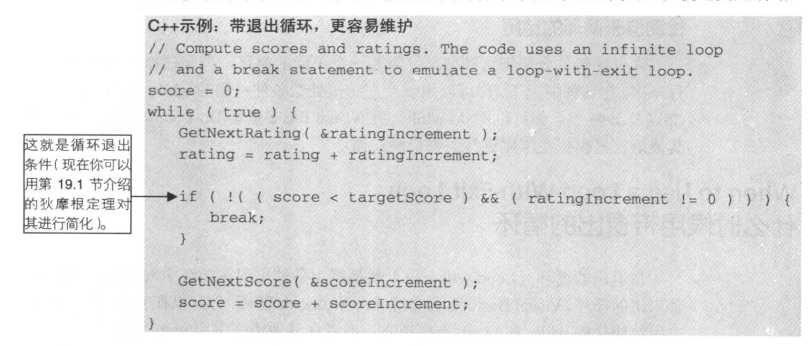 C++示例：带退出循环，更容易维护
// Compute scores and ratings. The code uses an infinite loop
// and a break statement to emulate a loop-with-exit loop.
score = 0;
while ( true ) {
GetNextRating( &ratingIncrement );
rating = rating + ratingIncrement;
这就是循环退出
条件（现在你可以
用第 19.1 节介绍
的狄摩根定理对
其进行简化）。
if ( !( ( score < targetScore ) && ( ratingIncrement != 0 ) ) ) {
break;
}
GetNextScore( &scoreIncrement );
score = score + scoreIncrement;
}